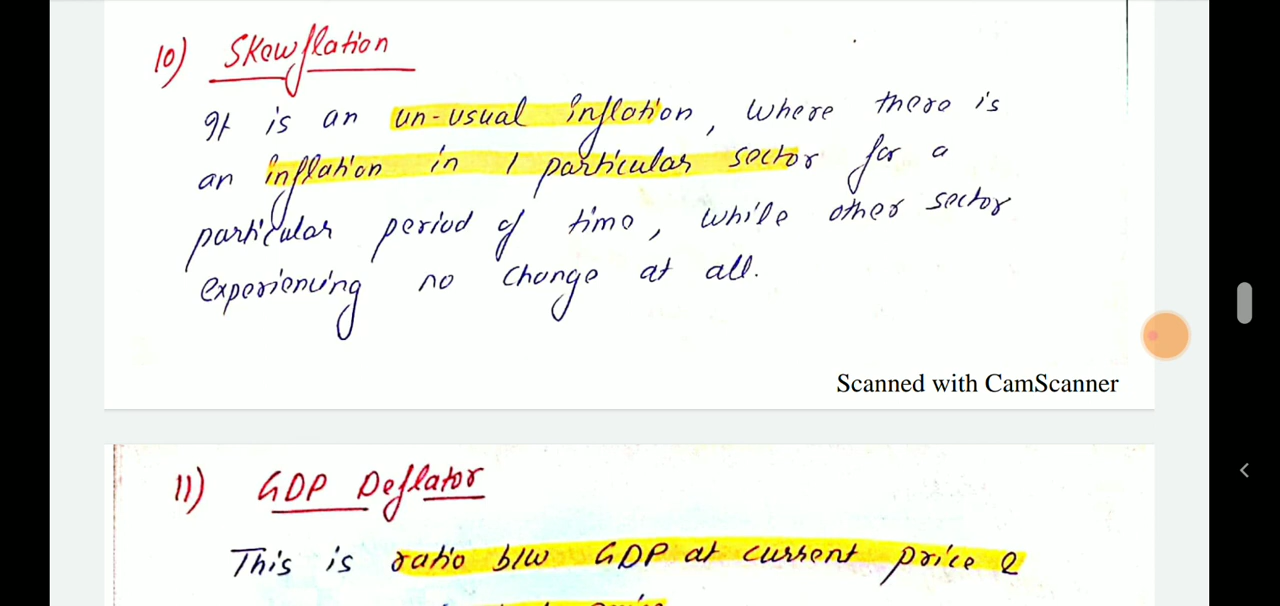 10) Skewflation
It is an un-usual inflation, where there is
an inflation in 1 particular sector for a
particular period of time, while other sector
experiencing no change at all.
Scanned with CamScanner
11) GDP Deflator
This is ratio b/w GDP at current price &